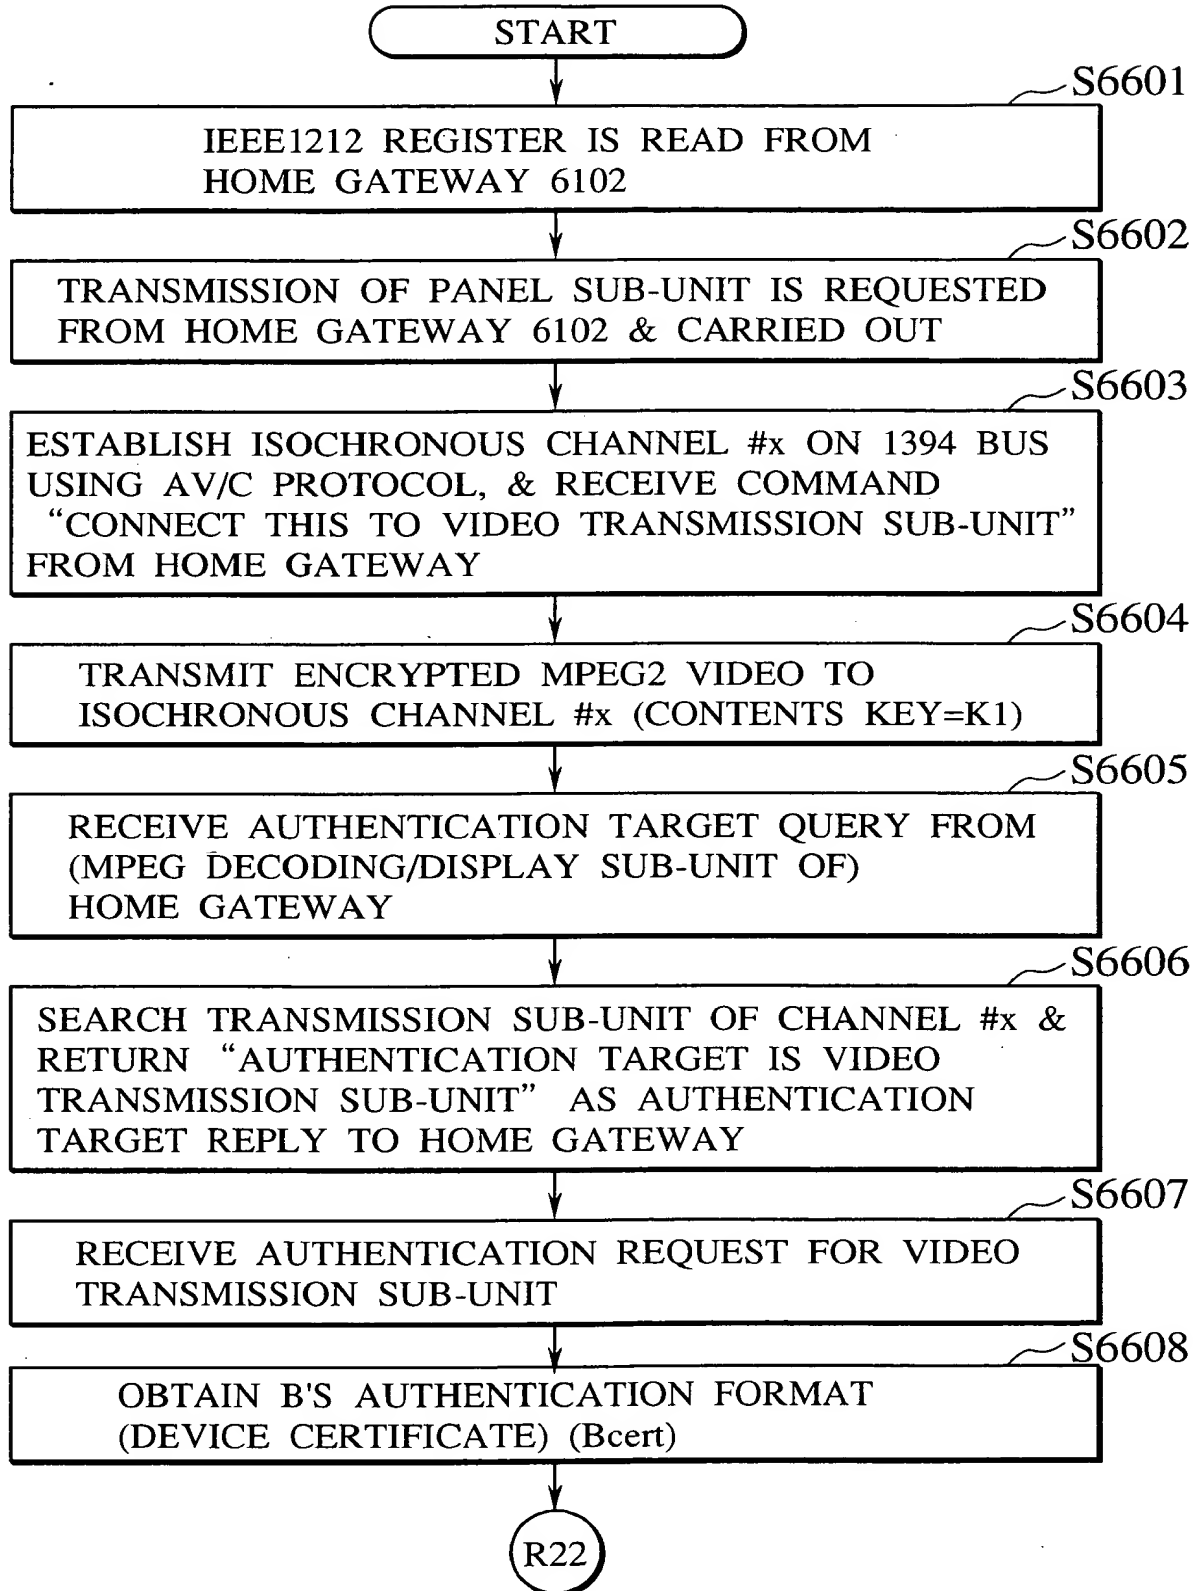 START
S6601
IEEE1212 REGISTER IS READ FROM
HOME GATEWAY 6102
S6602
TRANSMISSION OF PANEL SUB-UNIT IS REQUESTED
FROM HOME GATEWAY 6102 & CARRIED OUT
S6603
ESTABLISH ISOCHRONOUS CHANNEL #x ON 1394 BUS
USING AV/C PROTOCOL, & RECEIVE COMMAND
“CONNECT THIS TO VIDEO TRANSMISSION SUB-UNIT”
FROM HOME GATEWAY
S6604
TRANSMIT ENCRYPTED MPEG2 VIDEO TO
ISOCHRONOUS CHANNEL #x (CONTENTS KEY=K1)
S6605
RECEIVE AUTHENTICATION TARGET QUERY FROM
(MPEG DECODING/DISPLAY SUB-UNIT OF)
HOME GATEWAY
S6606
SEARCH TRANSMISSION SUB-UNIT OF CHANNEL #x &
RETURN “AUTHENTICATION TARGET IS VIDEO
TRANSMISSION SUB-UNIT” AS AUTHENTICATION
TARGET REPLY TO HOME GATEWAY
S6607
RECEIVE AUTHENTICATION REQUEST FOR VIDEO
TRANSMISSION SUB-UNIT
S6608
OBTAIN B'S AUTHENTICATION FORMAT
(DEVICE CERTIFICATE) (Bcert)
R22